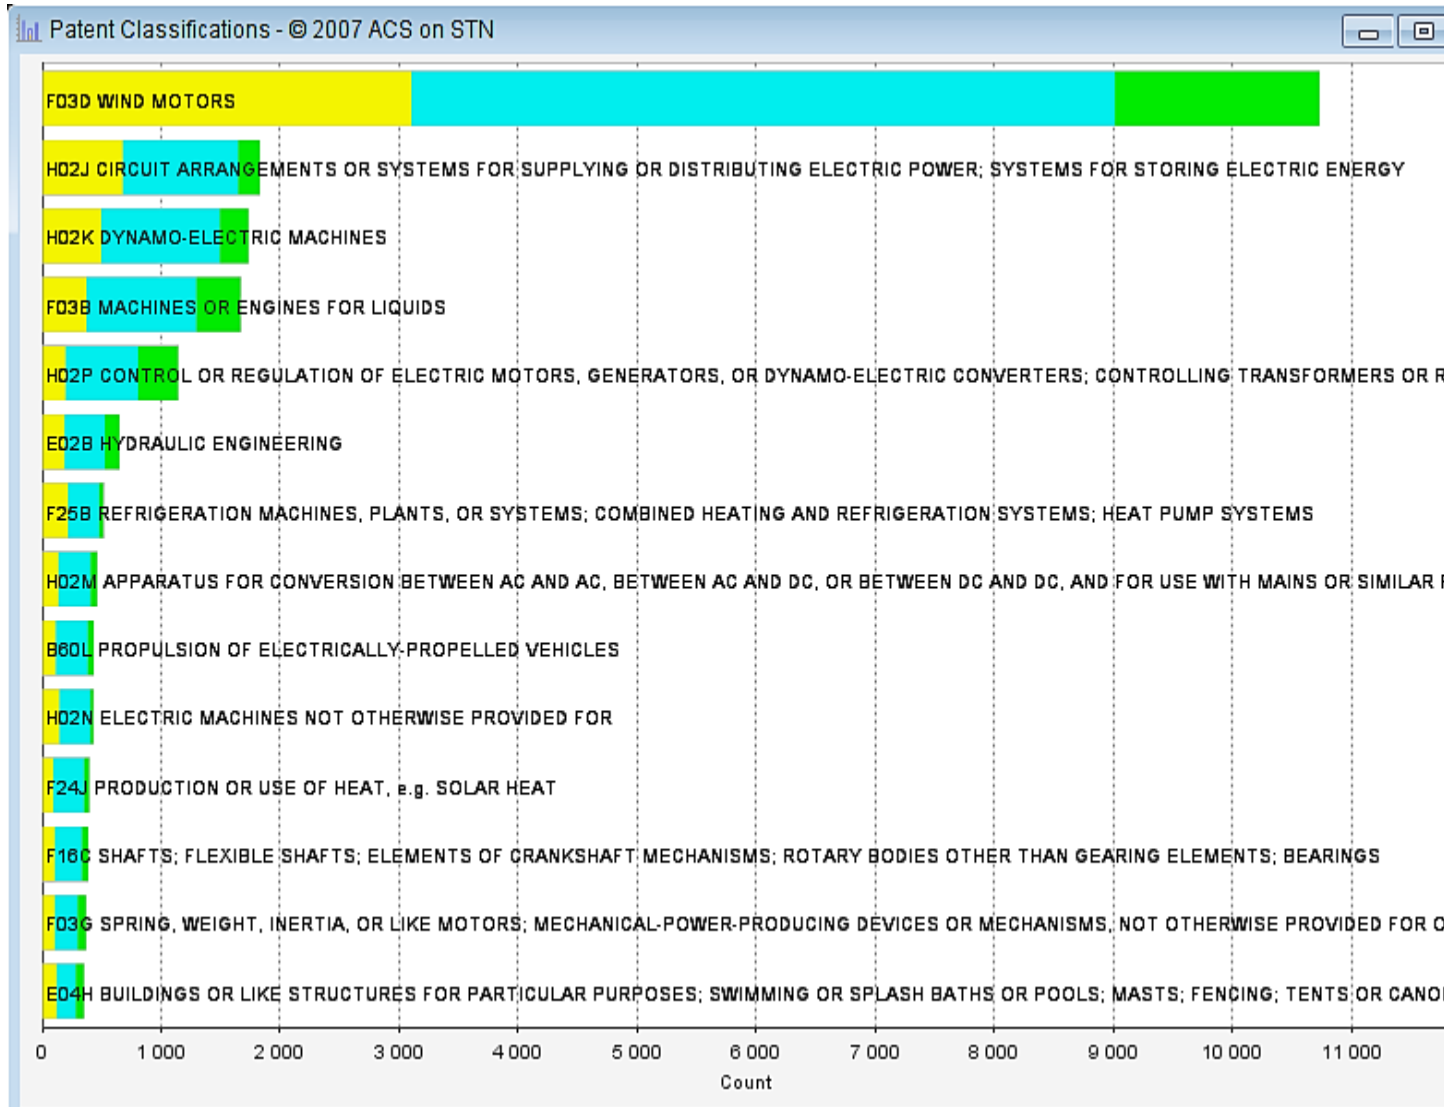 Patent Classifications - © 2007 ACS on STN
F03D WIND MOTORS
H02J CIRCUIT ARRANGEMENTS OR SYSTEMS FOR SUPPLYING OR DISTRIBUTING ELECTRIC POWER; SYSTEMS FOR STORING ELECTRIC ENERGY
H02K DYNAMO-ELECTRIC MACHINES
F03B MACHINES OR ENGINES FOR LIQUIDS
H02P CONTROL OR REGULATION OF ELECTRIC MOTORS, GENERATORS, OR DYNAMO-ELECTRIC CONVERTERS; CONTROLLING TRANSFORMERS OR R
E02B HYDRAULIC ENGINEERING
F25B REFRIGERATION MACHINES, PLANTS, OR SYSTEMS; COMBINED HEATING AND REFRIGERATION SYSTEMS; HEAT PUMP SYSTEMS
H02M APPARATUS FOR CONVERSION BETWEEN AC AND AC, BETWEEN AC AND DC, OR BETWEEN DC AND DC, AND FOR USE WITH MAINS OR SIMILAR
B60L PROPULSION OF ELECTRICALLY-PROPELLED VEHICLES
H02N ELECTRIC MACHINES NOT OTHERWISE PROVIDED FOR
F24J PRODUCTION OR USE OF HEAT, e.g. SOLAR HEAT
F16C SHAFTS; FLEXIBLE SHAFTS; ELEMENTS OF CRANKSHAFT MECHANISMS; ROTARY BODIES OTHER THAN GEARING ELEMENTS; BEARINGS
F03G SPRING, WEIGHT, INERTIA, OR LIKE MOTORS; MECHANICAL-POWER-PRODUCING DEVICES OR MECHANISMS, NOT OTHERWISE PROVIDED FOR O
E04H BUILDINGS OR LIKE STRUCTURES FOR PARTICULAR PURPOSES; SWIMMING OR SPLASH BATHS OR POOLS; MASTS; FENCING; TENTS OR CANO
0 1 000 2 000 3 000 4 000 5 000 6 000 7 000 8 000 9 000 10 000 11 000
Count